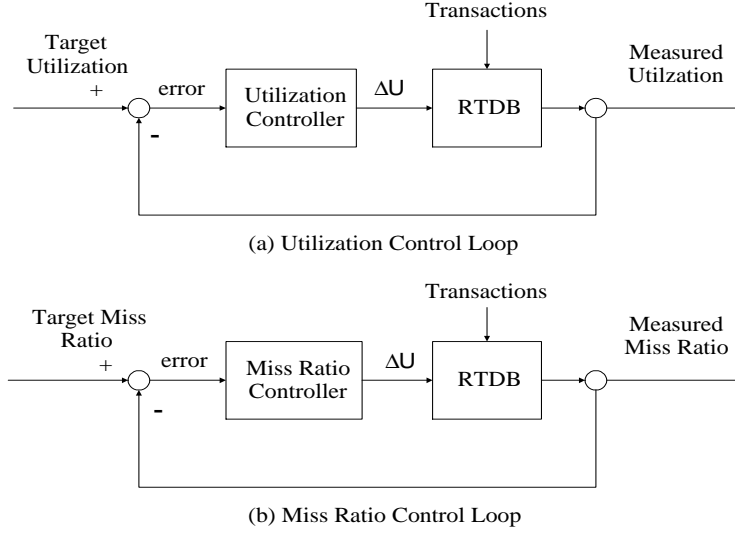 Transactions
Target
Utilization
Measured
Utilzation
+
error
Utilization
Controller
ΔU
RTDB
-
(a) Utilization Control Loop
Transactions
Target Miss
Ratio
Measured
Miss Ratio
+
error
Miss Ratio
Controller
ΔU
RTDB
-
(b) Miss Ratio Control Loop